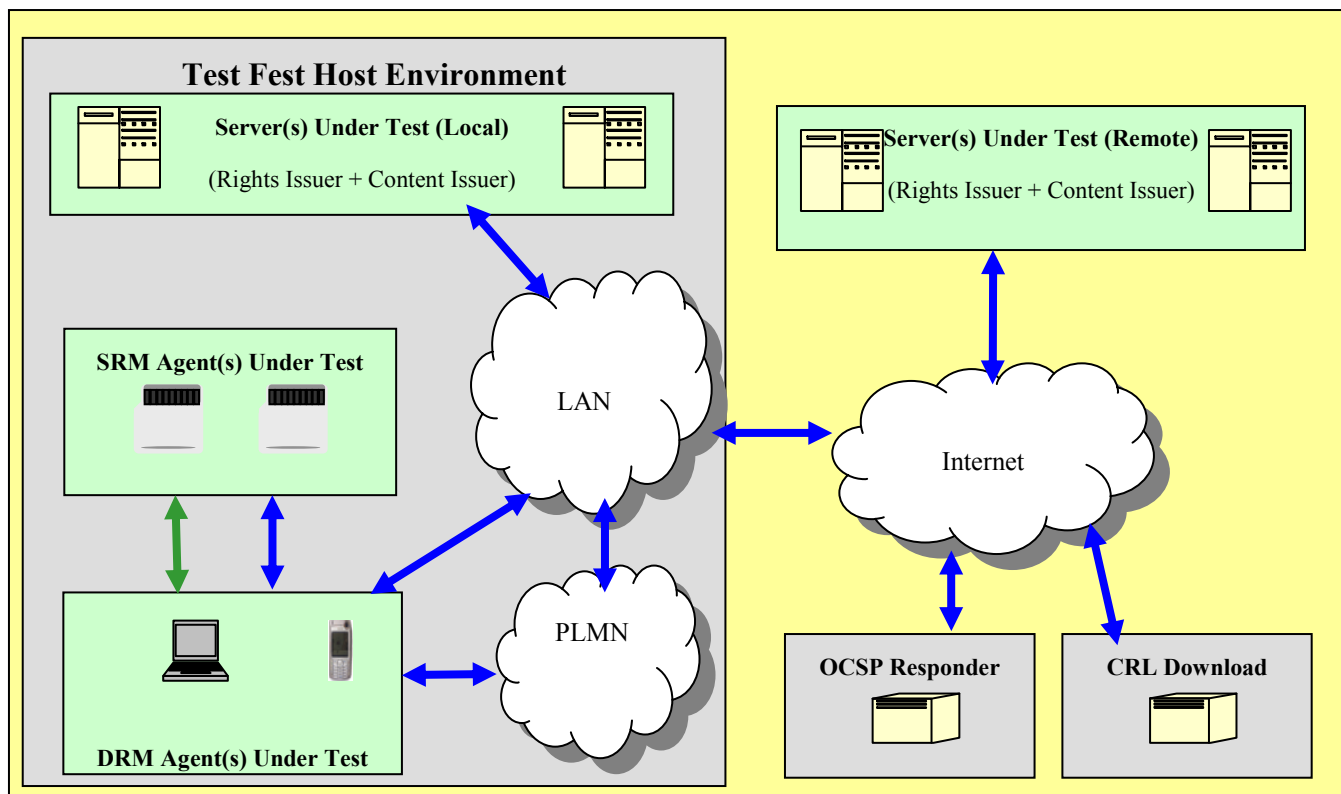 Test Fest Host Environment
Server(s) Under Test (Local)
(Rights Issuer + Content Issuer)
Server(s) Under Test (Remote)
(Rights Issuer + Content Issuer)
SRM Agent(s) Under Test
LAN
Internet
PLMN
DRM Agent(s) Under Test
OCSP Responder
CRL Download